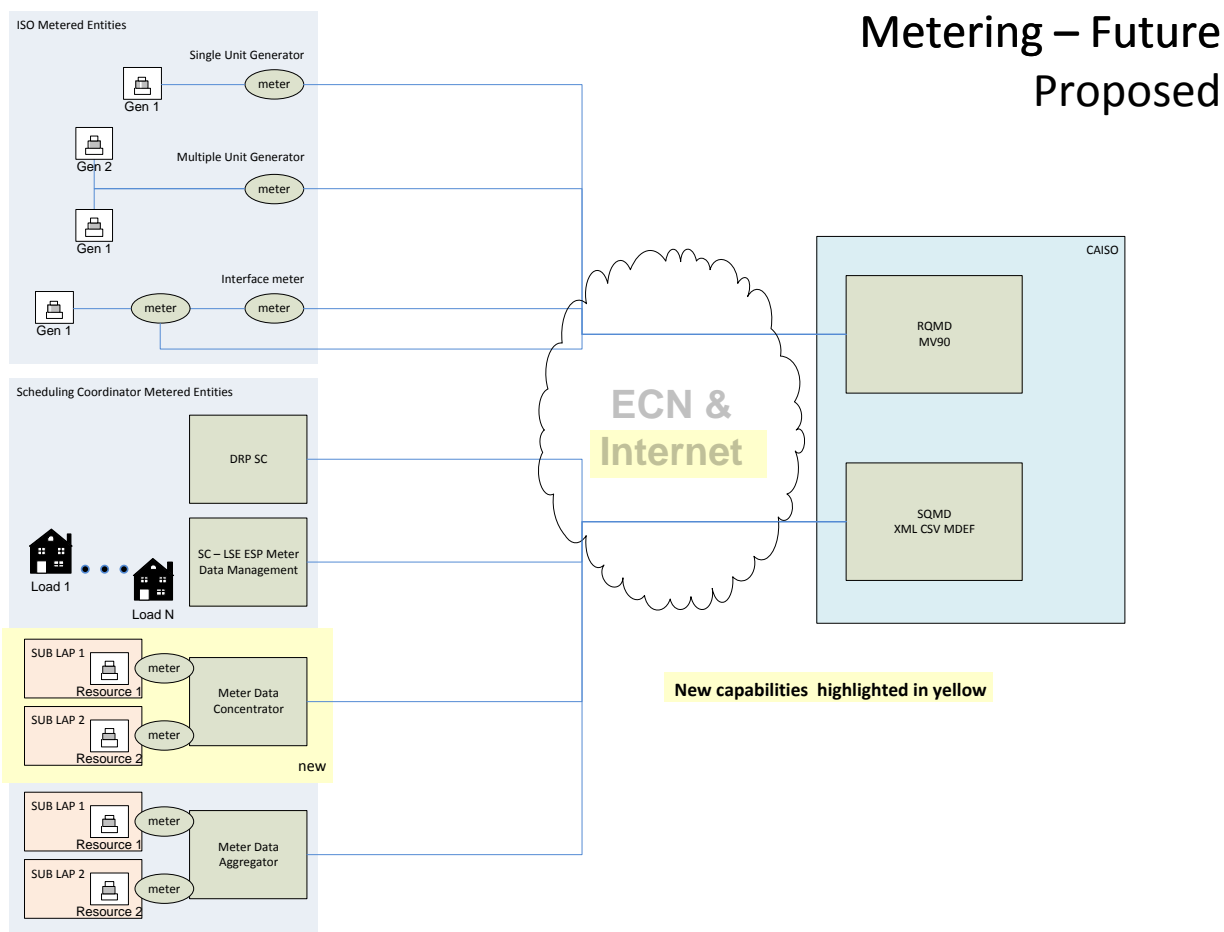 Metering – Future
Proposed
ISO Metered Entities
Single Unit Generator
meter
Gen 1
Gen 2
Multiple Unit Generator
meter
Gen 1
Interface meter
meter
meter
Gen 1
Scheduling Coordinator Metered Entities
DRP SC
SC – LSE ESP Meter
Data Management
Load 1
Load N
SUB LAP 1
meter
Resource 1
SUB LAP 2
meter
Resource 2
Meter Data
Concentrator
new
SUB LAP 1
meter
Resource 1
SUB LAP 2
meter
Resource 2
Meter Data
Aggregator
ECN &
Internet
CAISO
RQMD
MV90
SQMD
XML CSV MDEF
New capabilities  highlighted in yellow